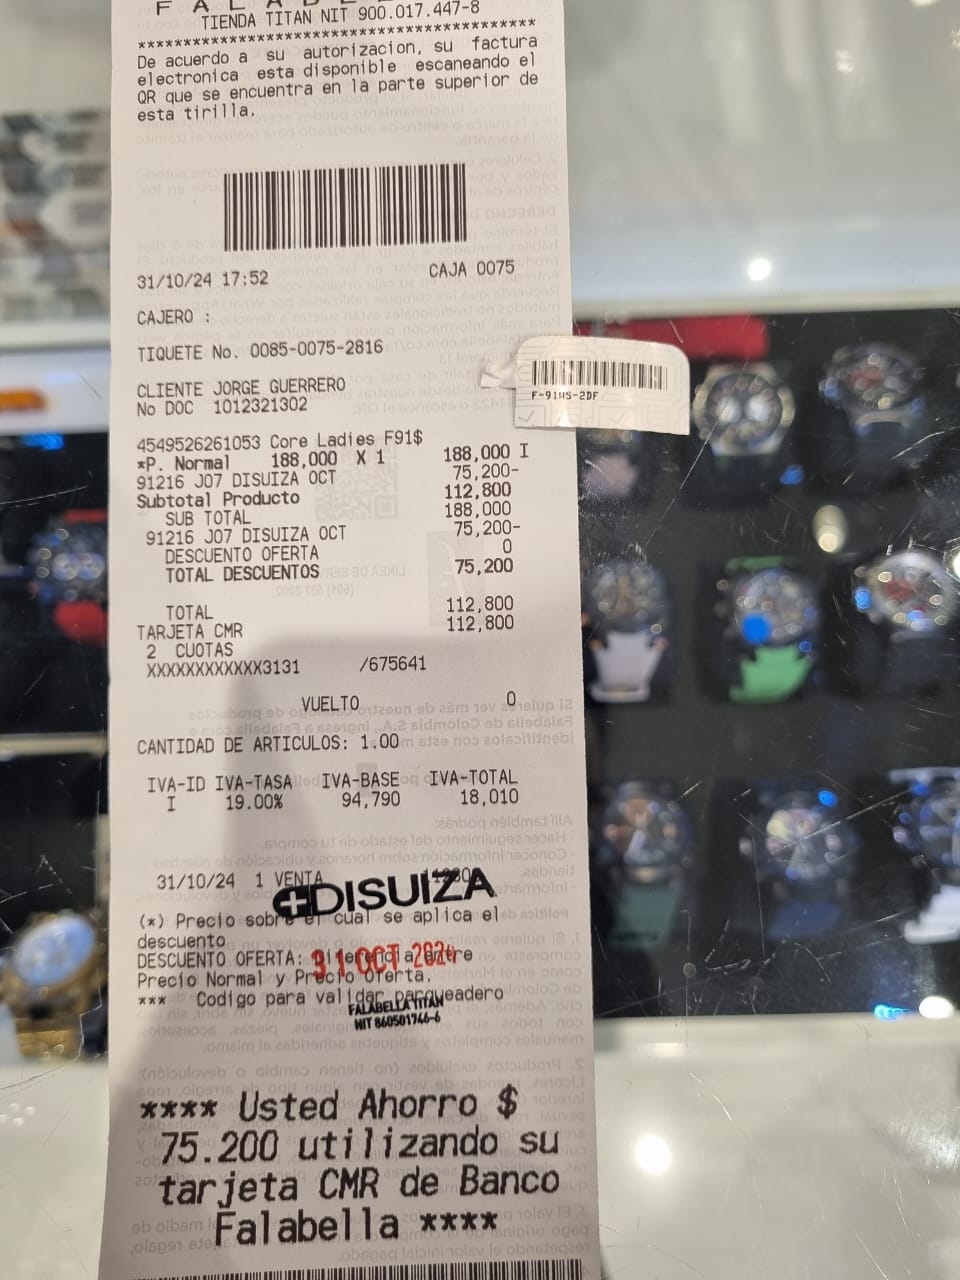 FALABELLA
TIENDA TITAN NIT 900.017.447-8
****************************************
De acuerdo a su autorizacion, su factura
electronica esta disponible escaneando el
QR que se encuentra en la parte superior de
esta tirilla.
31/10/24 17:52 CAJA 0075
CAJERO :
TIQUETE No. 0085-0075-2816
CLIENTE JORGE GUERRERO
No DOC 1012321302
F-91WS-2DF
4549526261053 Core Ladies F91$
*P. Normal 188,000 X 1 188,000 I
91216 J07 DISUIZA OCT 75,200-
Subtotal Producto 112,800
SUB TOTAL 188,000
91216 J07 DISUIZA OCT 75,200-
DESCUENTO OFERTA 0
TOTAL DESCUENTOS 75,200
TOTAL 112,800
TARJETA CMR 112,800
2 CUOTAS
XXXXXXXXXXXX3131 /675641
VUELTO 0
CANTIDAD DE ARTICULOS: 1.00
IVA-ID IVA-TASA IVA-BASE IVA-TOTAL
I 19.00% 94,790 18,010
31/10/24 1 VENTA 112800
DISUIZA
(*) Precio sobre el cual se aplica el
descuento
DESCUENTO OFERTA: Diferencia entre
31 OCT 2024
Precio Normal y Precio Oferta.
*** Codigo para validar parqueadero
FALABELLA TITAN
NIT 860501746-6
**** Usted Ahorro $
75.200 utilizando su
tarjeta CMR de Banco
Falabella ****